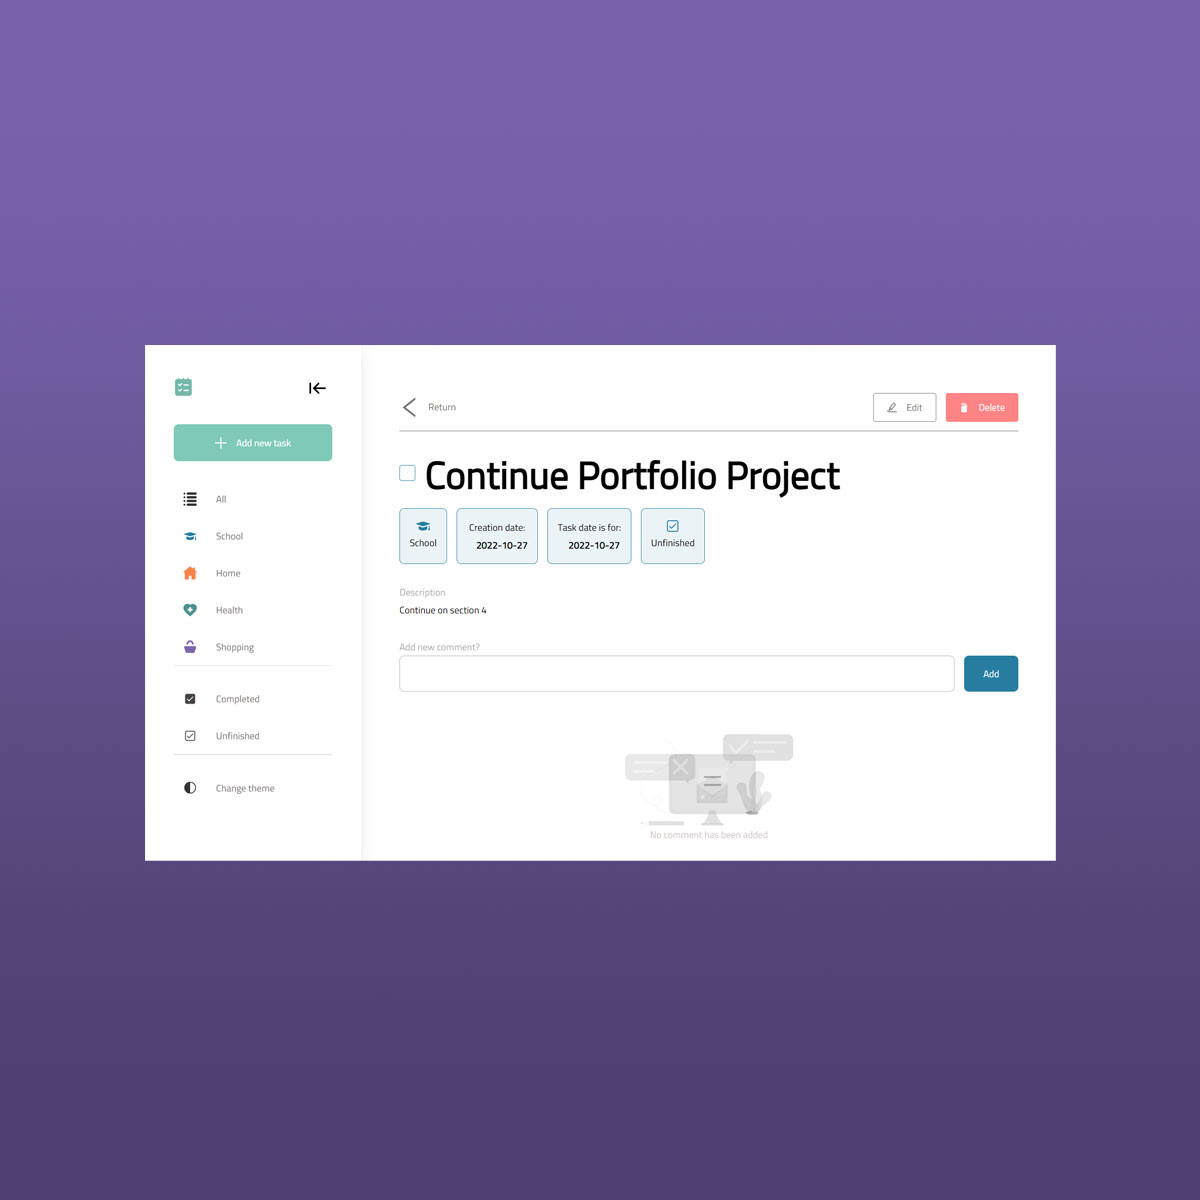 Add new task
All
School
Home
Health
Shopping
Completed
Unfinished
Change theme
Return
Edit
Delete
Continue Portfolio Project
School
Creation date:
2022-10-27
Task date is for:
2022-10-27
Unfinished
Description
Continue on section 4
Add new comment?
Add
No comment has been added